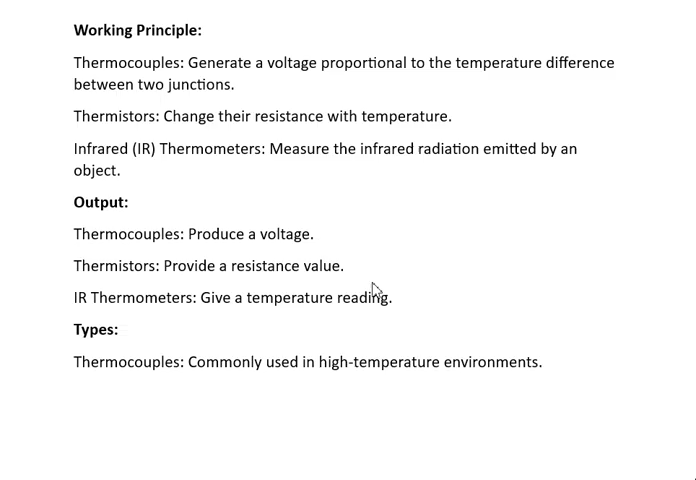 Working Principle:
Thermocouples: Generate a voltage proportional to the temperature difference
between two junctions.
Thermistors: Change their resistance with temperature.
Infrared (IR) Thermometers: Measure the infrared radiation emitted by an
object.
Output:
Thermocouples: Produce a voltage.
Thermistors: Provide a resistance value.
IR Thermometers: Give a temperature reading.
Types:
Thermocouples: Commonly used in high-temperature environments.